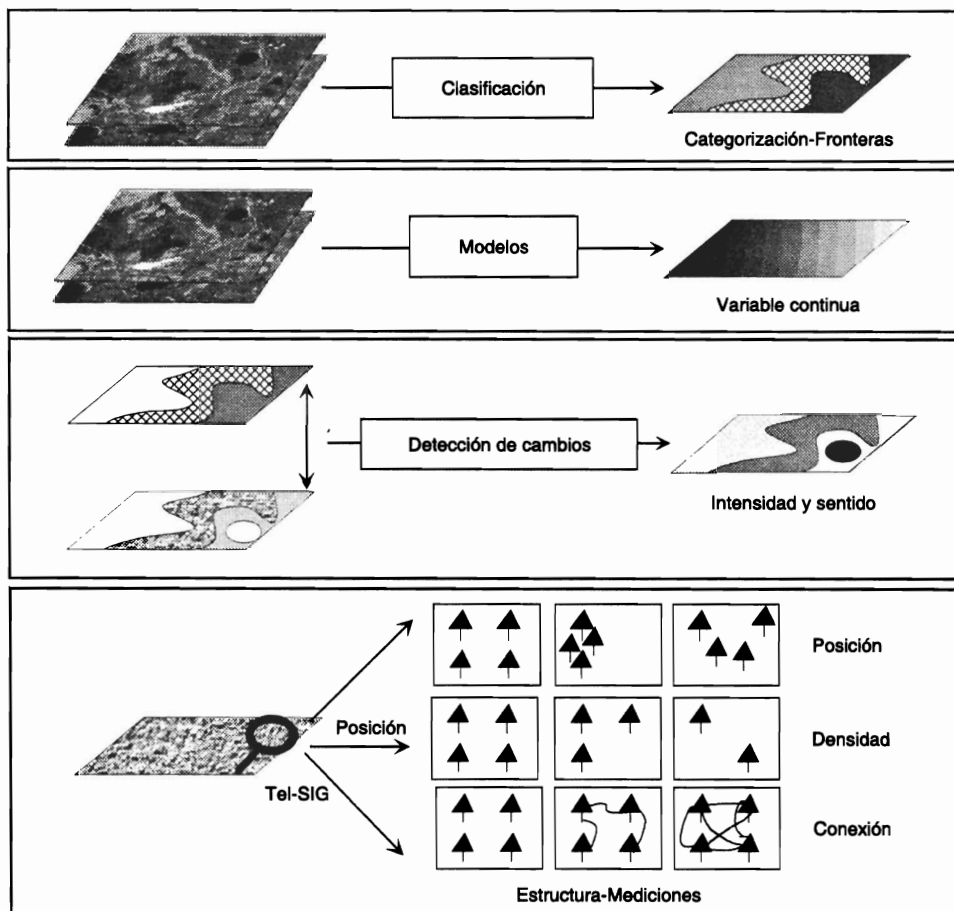 Clasificación
Categorización-Fronteras
Modelos
Variable continua
Detección de cambios
Intensidad y sentido
Posición
Posición
Densidad
Tel-SIG
Conexión
Estructura-Mediciones